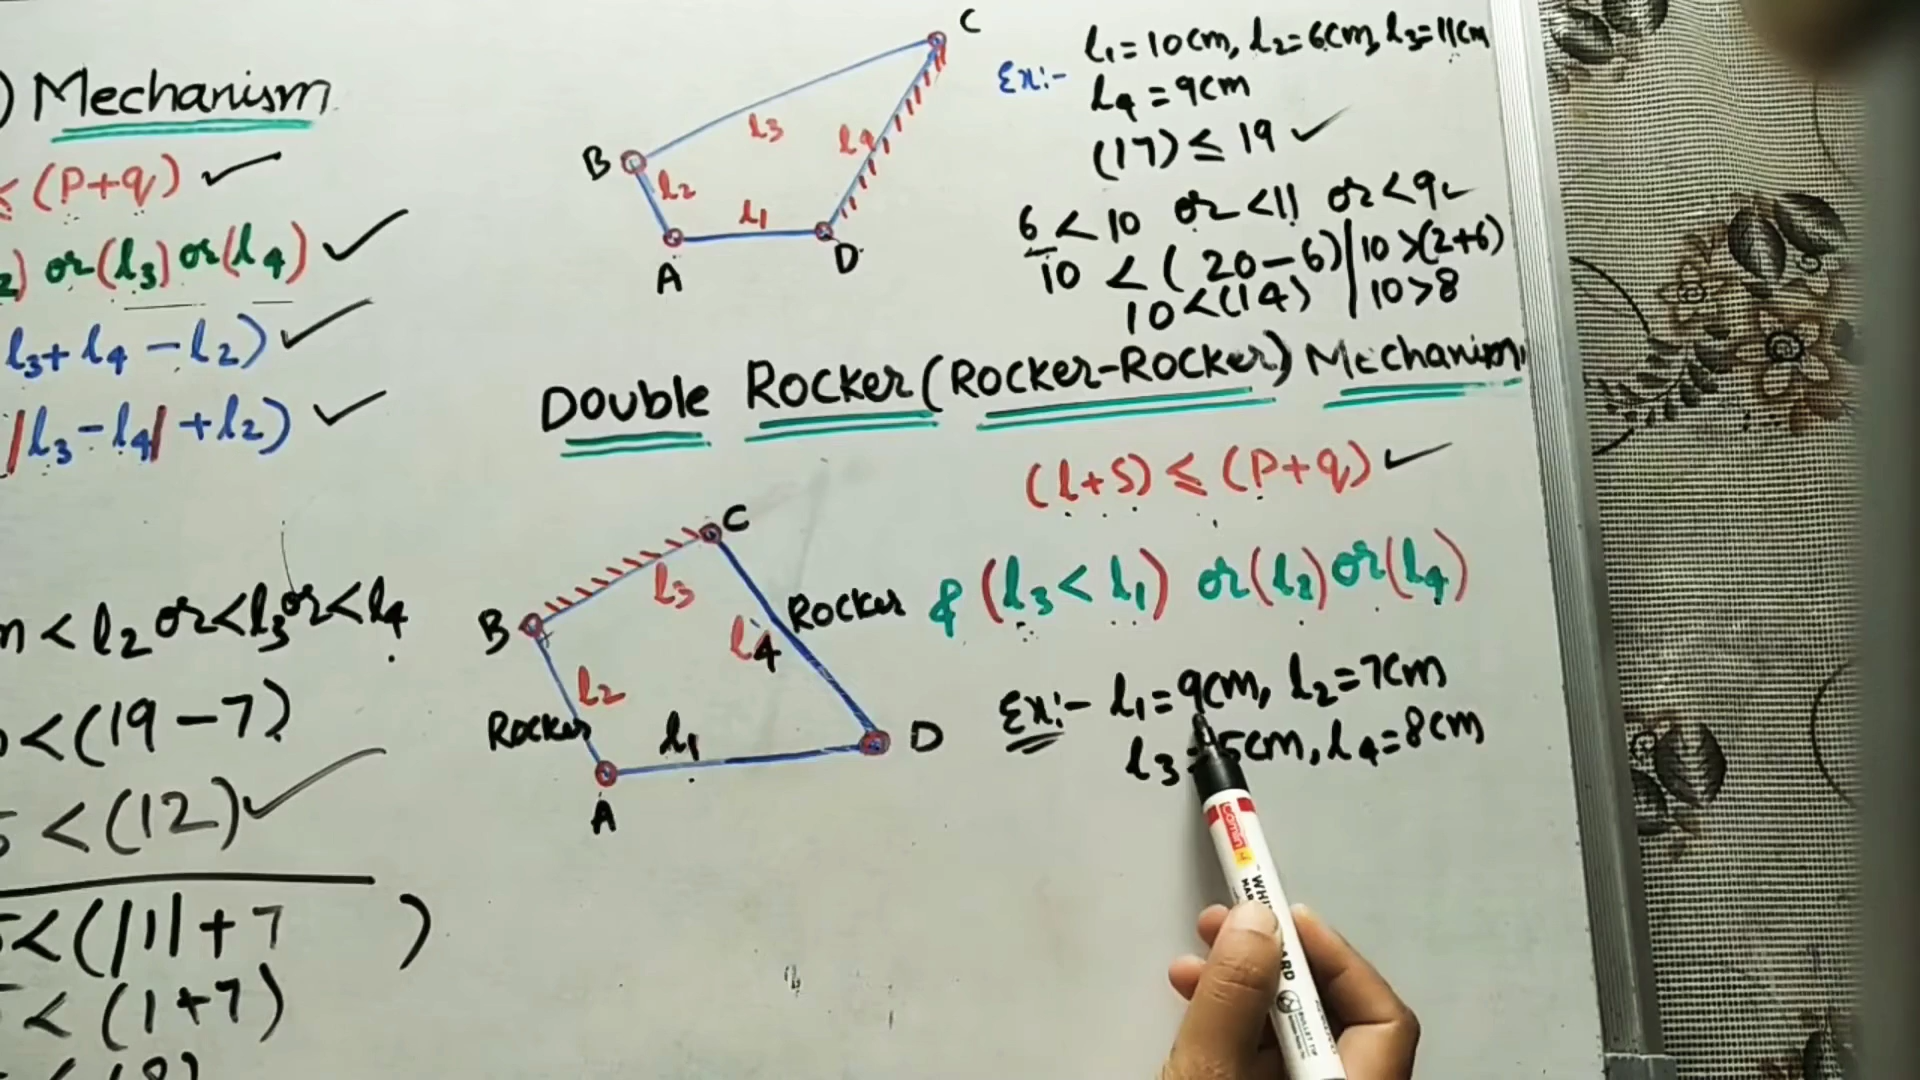 ) Mechanism
≤ (P+q) ✓
2) or (l3) or (l4) ✓
l3 + l4 - l2) ✓
|l3 - l4| + l2) ✓
m < l2 or < l3 or < l4
< (19 - 7)
5 < (12) ✓
5 < (|1| + 7 )
< (1+7)
B
l2
A
l1
D
l3
l4
C
Ex:- l1 = 10cm, l2 = 6cm, l3 = 11cm
l4 = 9cm
(17) ≤ 19 ✓
6 < 10 or < 11 or < 9 ✓
10 < (20 - 6) | 10 > (2+6)
10 < (14) | 10 > 8
Double Rocker (Rocker-Rocker) Mechanism
(l+S) ≤ (P+q) ✓
& (l3 < l1) or (l2) or (l4)
B
l3
C
l4
Rocker
l2
Rocker
l1
A
D
Ex:- l1 = 9cm, l2 = 7cm
l3 = 5cm, l4 = 8cm
camlin